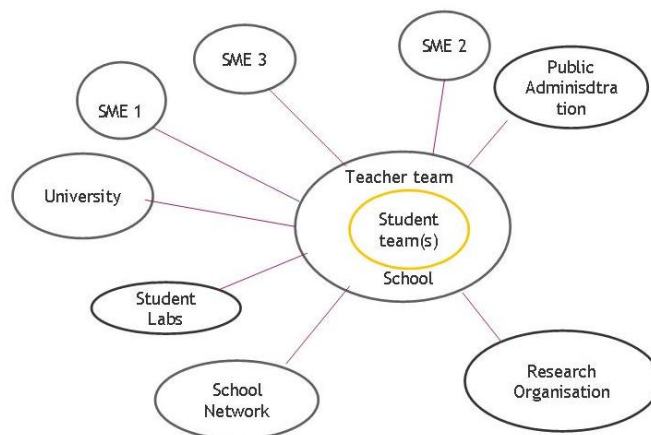 SME 3
SME 2
Public
Adminisdtra
tion
SME 1
Teacher team
University
Student
team(s)
School
Student
Labs
School
Network
Research
Organisation